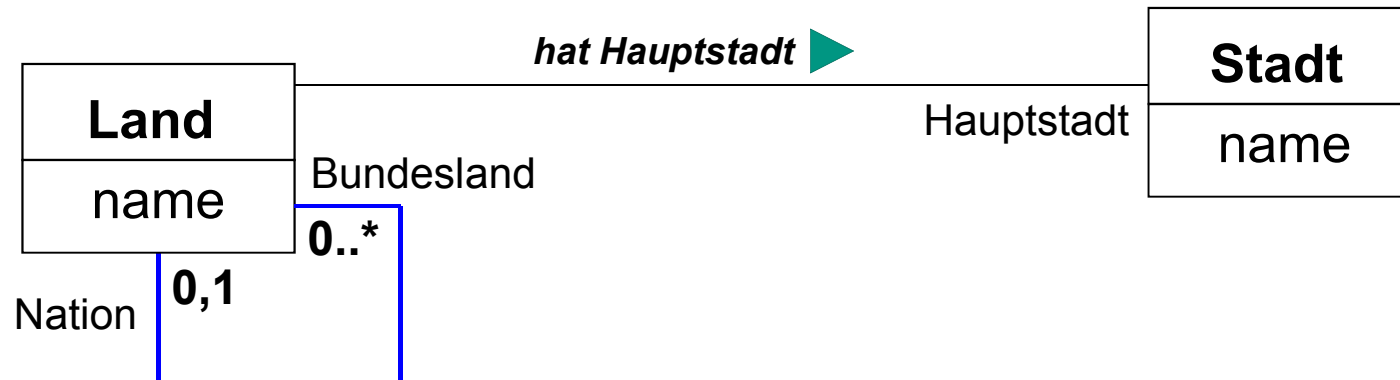 hat Hauptstadt
Stadt
name
Hauptstadt
Land
name
Bundesland
0..*
0,1
Nation